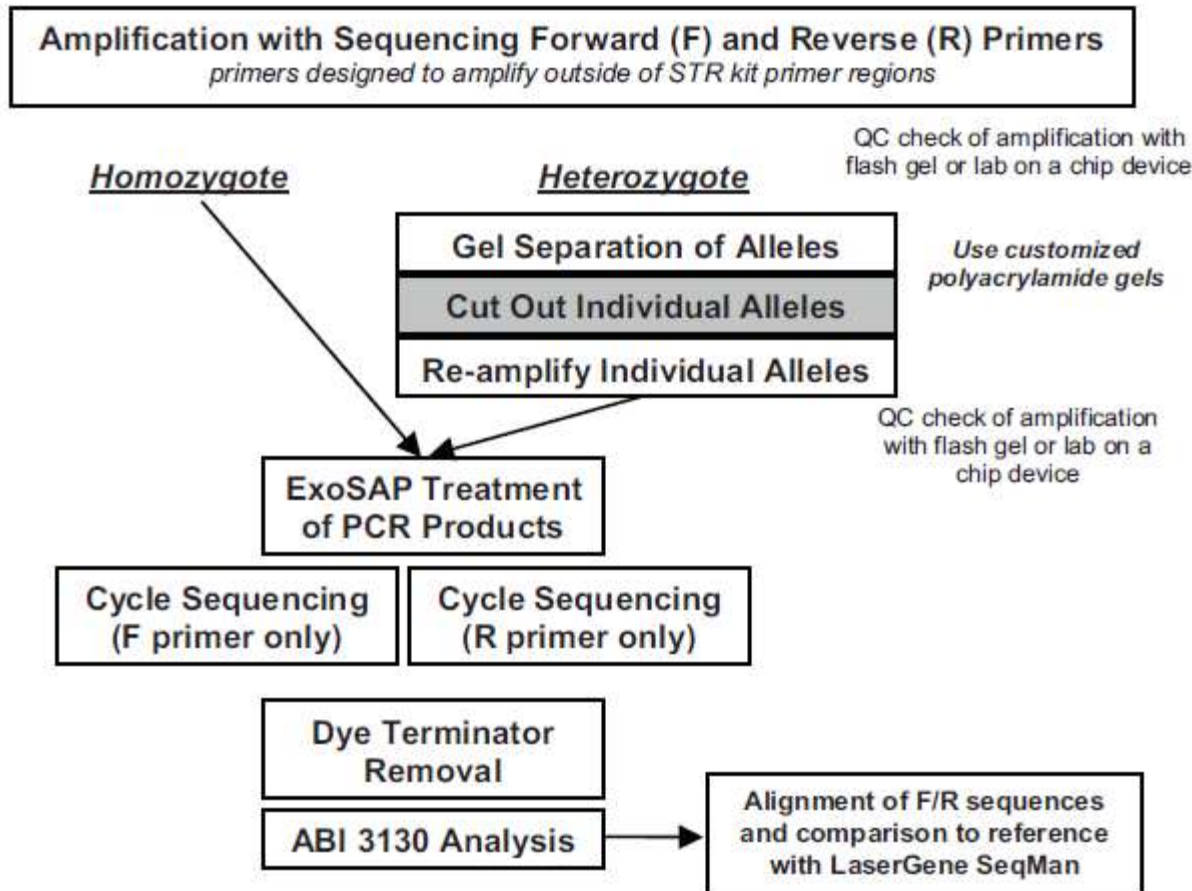 Amplification with Sequencing Forward (F) and Reverse (R) Primers
primers designed to amplify outside of STR kit primer regions
QC check of amplification with
flash gel or lab on a chip device
Homozygote
Heterozygote
Gel Separation of Alleles
Use customized
polyacrylamide gels
Cut Out Individual Alleles
Re-amplify Individual Alleles
QC check of amplification
with flash gel or lab on a
chip device
ExoSAP Treatment
of PCR Products
Cycle Sequencing
(F primer only)
Cycle Sequencing
(R primer only)
Dye Terminator
Removal
ABI 3130 Analysis
Alignment of F/R sequences
and comparison to reference
with LaserGene SeqMan